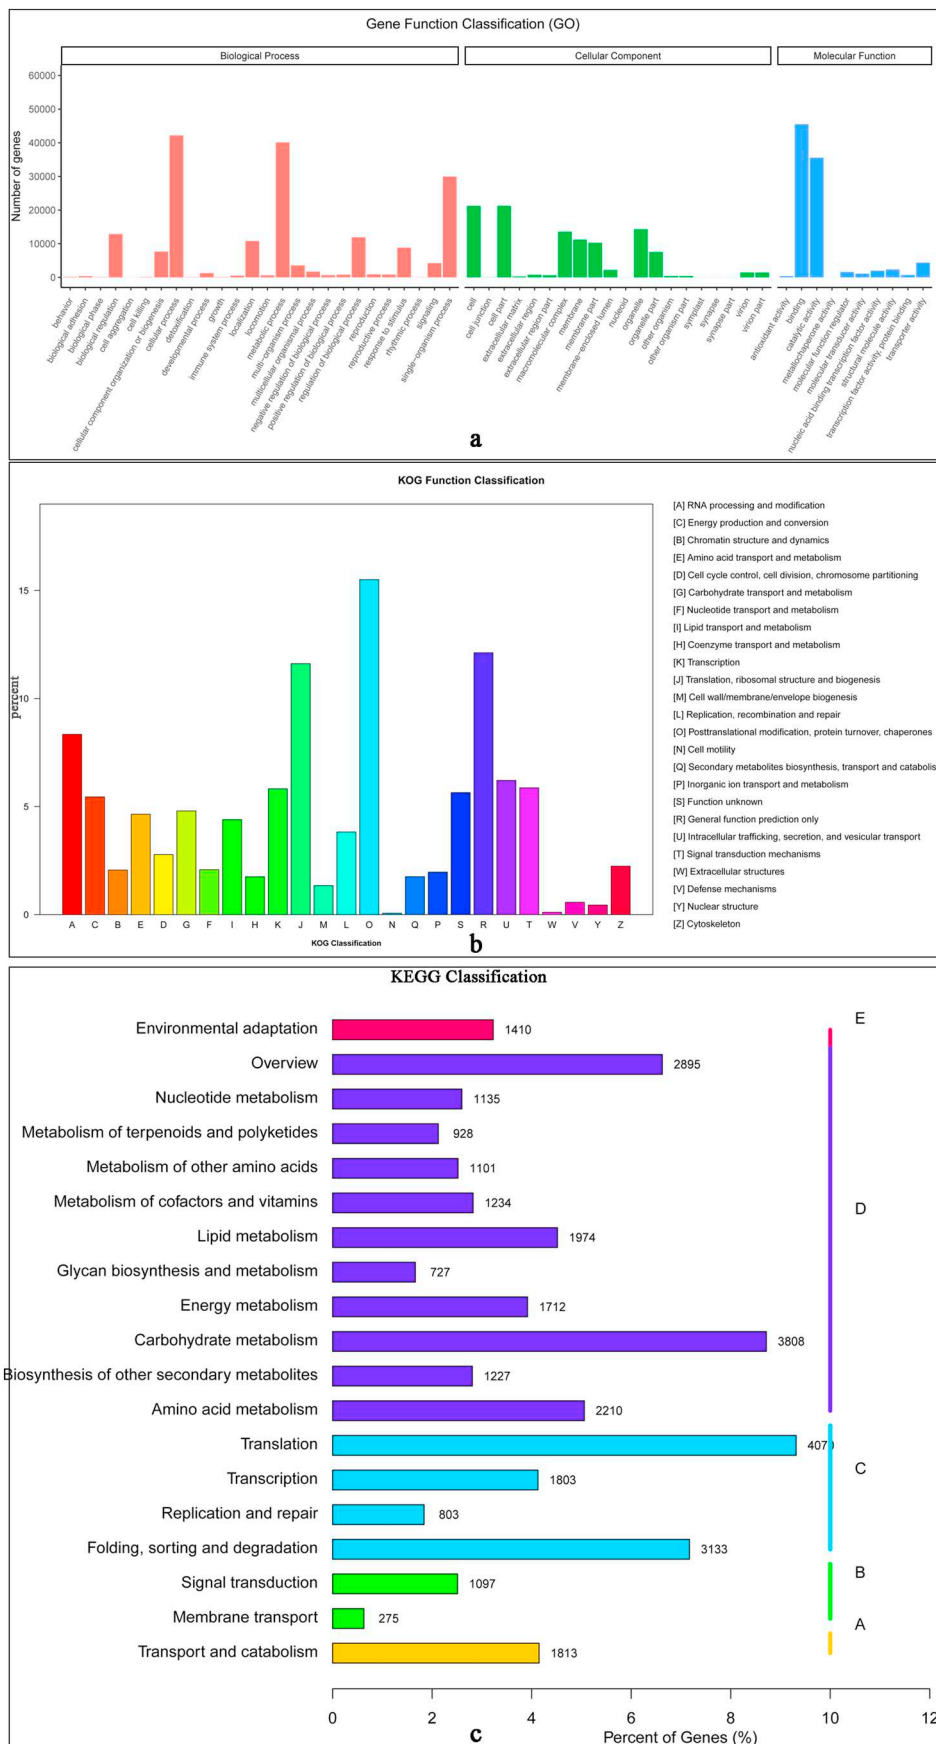 Gene Function Classification (GO)
Biological Process
Cellular Component
Molecular Function
Number of genes
60000
50000
40000
30000
20000
10000
0
behavior
biological adhesion
biological phase
biological regulation
cell aggregation
cell killing
cellular component organization or biogenesis
cellular process
detoxification
developmental process
growth
immune system process
localization
locomotion
metabolic process
multi-organism process
multicellular organismal process
negative regulation of biological process
positive regulation of biological process
regulation of biological process
reproduction
reproductive process
response to stimulus
rhythmic process
signaling
single-organism process
cell
cell junction
cell part
extracellular matrix
extracellular region
extracellular region part
macromolecular complex
membrane
membrane part
membrane-enclosed lumen
nucleoid
organelle
organelle part
other organism
other organism part
symplast
synapse
synapse part
virion
virion part
antioxidant activity
binding
catalytic activity
metallochaperone activity
molecular function regulator
molecular transducer activity
nucleic acid binding transcription factor activity
structural molecule activity
transcription factor activity, protein binding
transporter activity
a
KOG Function Classification
percent
15
10
5
0
A C B E D G F I H K J M L O N Q P S R U T W V Y Z
KOG Classification
b
[A] RNA processing and modification
[C] Energy production and conversion
[B] Chromatin structure and dynamics
[E] Amino acid transport and metabolism
[D] Cell cycle control, cell division, chromosome partitioning
[G] Carbohydrate transport and metabolism
[F] Nucleotide transport and metabolism
[I] Lipid transport and metabolism
[H] Coenzyme transport and metabolism
[K] Transcription
[J] Translation, ribosomal structure and biogenesis
[M] Cell wall/membrane/envelope biogenesis
[L] Replication, recombination and repair
[O] Posttranslational modification, protein turnover, chaperones
[N] Cell motility
[Q] Secondary metabolites biosynthesis, transport and catabolis
[P] Inorganic ion transport and metabolism
[S] Function unknown
[R] General function prediction only
[U] Intracellular trafficking, secretion, and vesicular transport
[T] Signal transduction mechanisms
[W] Extracellular structures
[V] Defense mechanisms
[Y] Nuclear structure
[Z] Cytoskeleton
KEGG Classification
Environmental adaptation 1410 E
Overview 2895
Nucleotide metabolism 1135
Metabolism of terpenoids and polyketides 928
Metabolism of other amino acids 1101
Metabolism of cofactors and vitamins 1234 D
Lipid metabolism 1974
Glycan biosynthesis and metabolism 727
Energy metabolism 1712
Carbohydrate metabolism 3808
Biosynthesis of other secondary metabolites 1227
Amino acid metabolism 2210
Translation 4070
Transcription 1803 C
Replication and repair 803
Folding, sorting and degradation 3133
Signal transduction 1097 B
Membrane transport 275 A
Transport and catabolism 1813
0 2 4 6 8 10 12
c
Percent of Genes (%)